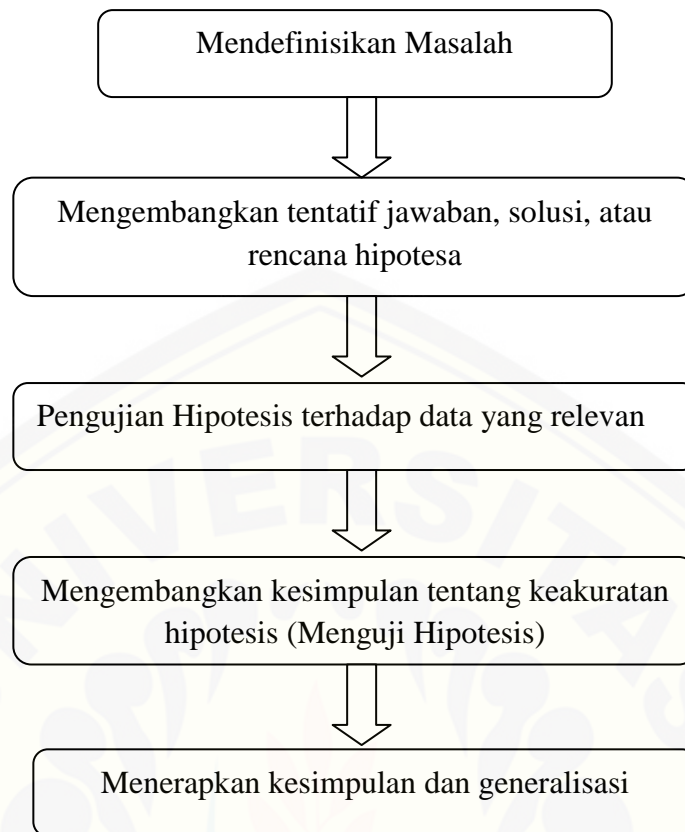 Mendefinisikan Masalah
Mengembangkan tentatif jawaban, solusi, atau
rencana hipotesa
Pengujian Hipotesis terhadap data yang relevan
UNIVERSITAS
Mengembangkan kesimpulan tentang keakuratan
hipotesis (Menguji Hipotesis)
Menerapkan kesimpulan dan generalisasi